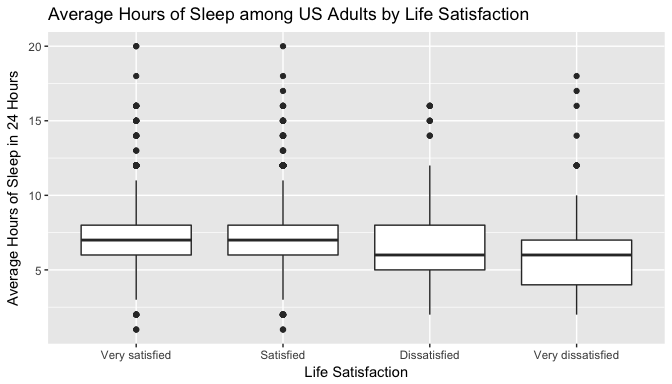 Average Hours of Sleep among US Adults by Life Satisfaction
Average Hours of Sleep in 24 Hours
20
15
10
5
Very satisfied
Satisfied
Dissatisfied
Very dissatisfied
Life Satisfaction